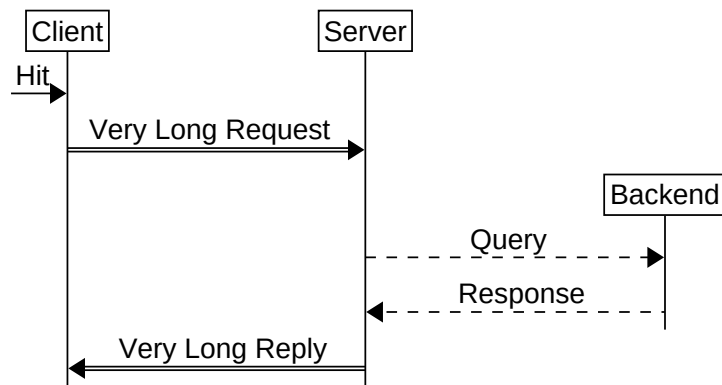 Client
Server
Hit
Very Long Request
Backend
Query
Response
Very Long Reply